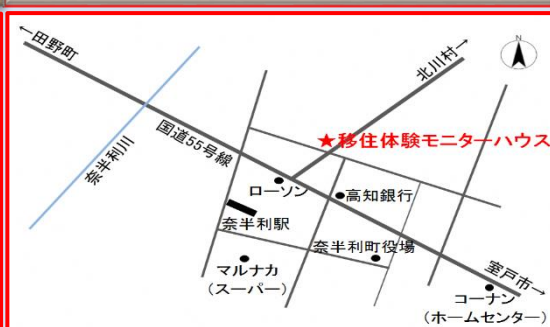 ←田野町
北川村→
N
奈半利川
国道55号線
★移住体験モニターハウス
ローソン
高知銀行
奈半利駅
奈半利町役場
マルナカ
（スーパー）
室戸市→
コーナン
（ホームセンター）